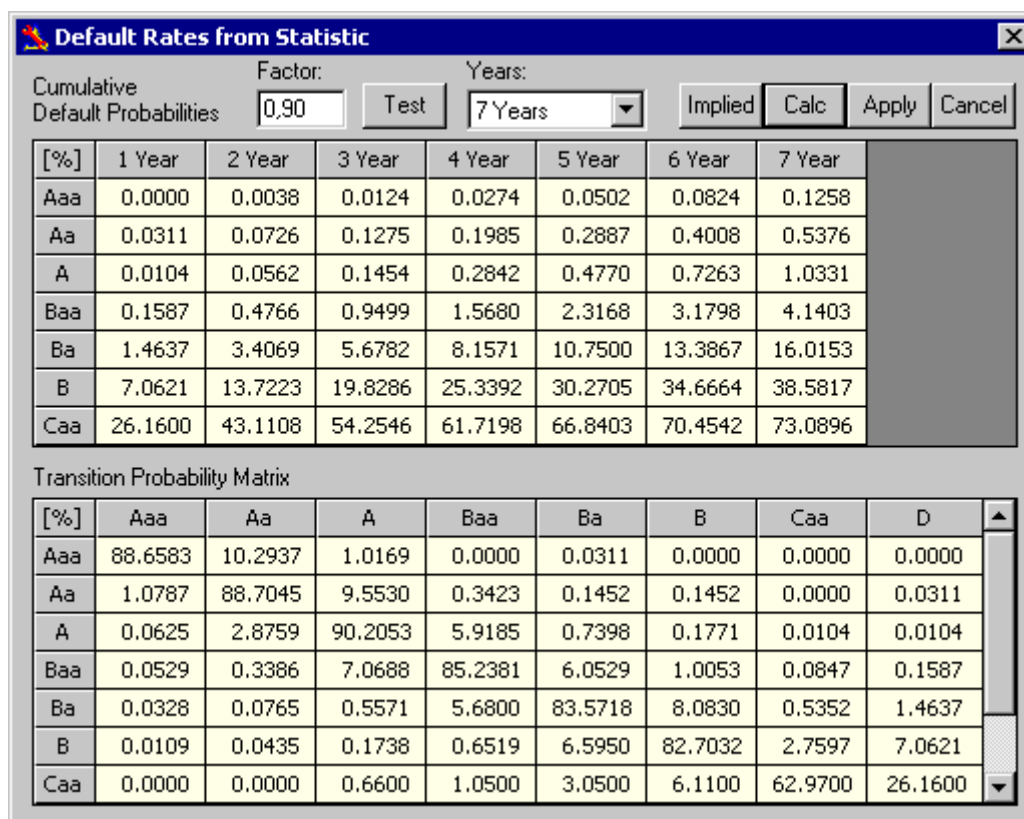 Default Rates from Statistic
Cumulative
Default Probabilities
Factor:
0,90
Test
Years:
7 Years
Implied
Calc
Apply
Cancel
[%] 1 Year 2 Year 3 Year 4 Year 5 Year 6 Year 7 Year
Aaa 0.0000 0.0038 0.0124 0.0274 0.0502 0.0824 0.1258
Aa 0.0311 0.0726 0.1275 0.1985 0.2887 0.4008 0.5376
A 0.0104 0.0562 0.1454 0.2842 0.4770 0.7263 1.0331
Baa 0.1587 0.4766 0.9499 1.5680 2.3168 3.1798 4.1403
Ba 1.4637 3.4069 5.6782 8.1571 10.7500 13.3867 16.0153
B 7.0621 13.7223 19.8286 25.3392 30.2705 34.6664 38.5817
Caa 26.1600 43.1108 54.2546 61.7198 66.8403 70.4542 73.0896
Transition Probability Matrix
[%] Aaa Aa A Baa Ba B Caa D
Aaa 88.6583 10.2937 1.0169 0.0000 0.0311 0.0000 0.0000 0.0000
Aa 1.0787 88.7045 9.5530 0.3423 0.1452 0.1452 0.0000 0.0311
A 0.0625 2.8759 90.2053 5.9185 0.7398 0.1771 0.0104 0.0104
Baa 0.0529 0.3386 7.0688 85.2381 6.0529 1.0053 0.0847 0.1587
Ba 0.0328 0.0765 0.5571 5.6800 83.5718 8.0830 0.5352 1.4637
B 0.0109 0.0435 0.1738 0.6519 6.5950 82.7032 2.7597 7.0621
Caa 0.0000 0.0000 0.6600 1.0500 3.0500 6.1100 62.9700 26.1600